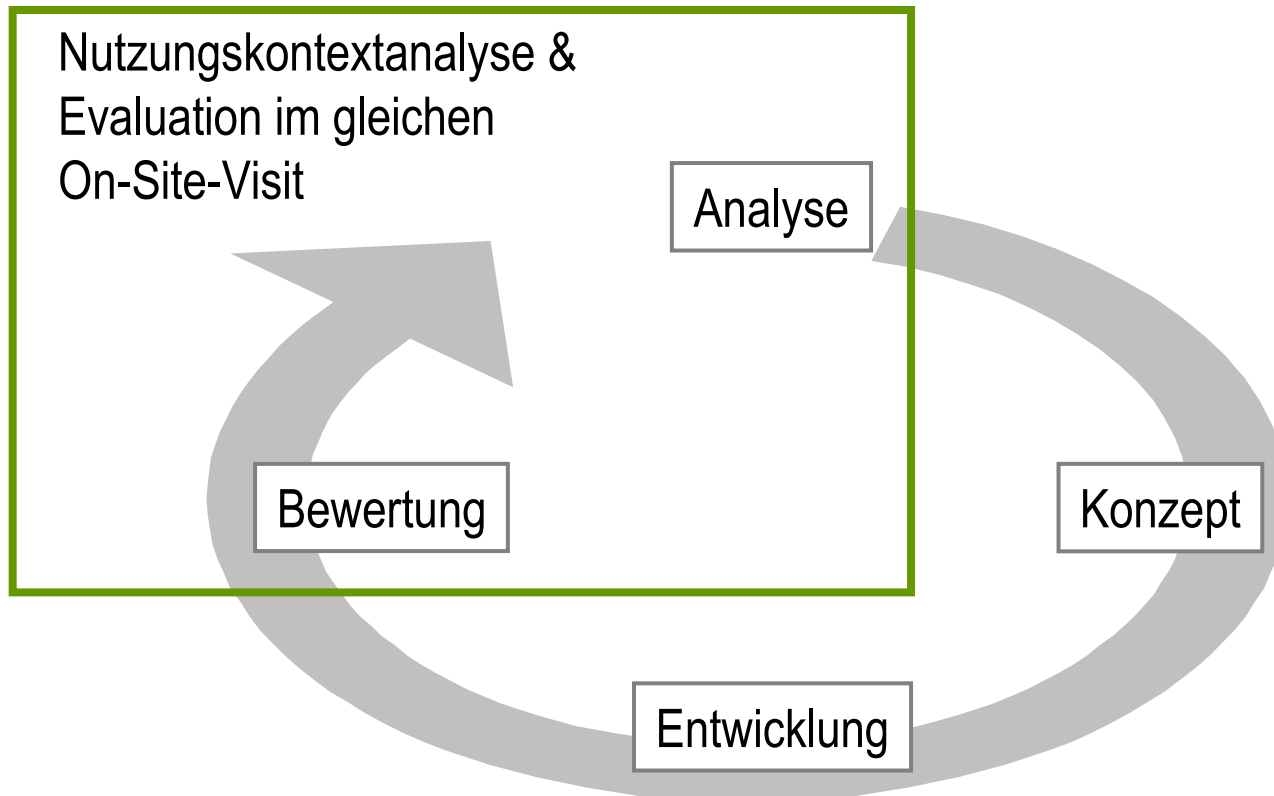 Nutzungskontextanalyse &
Evaluation im gleichen
On-Site-Visit
Analyse
Bewertung
Konzept
Entwicklung